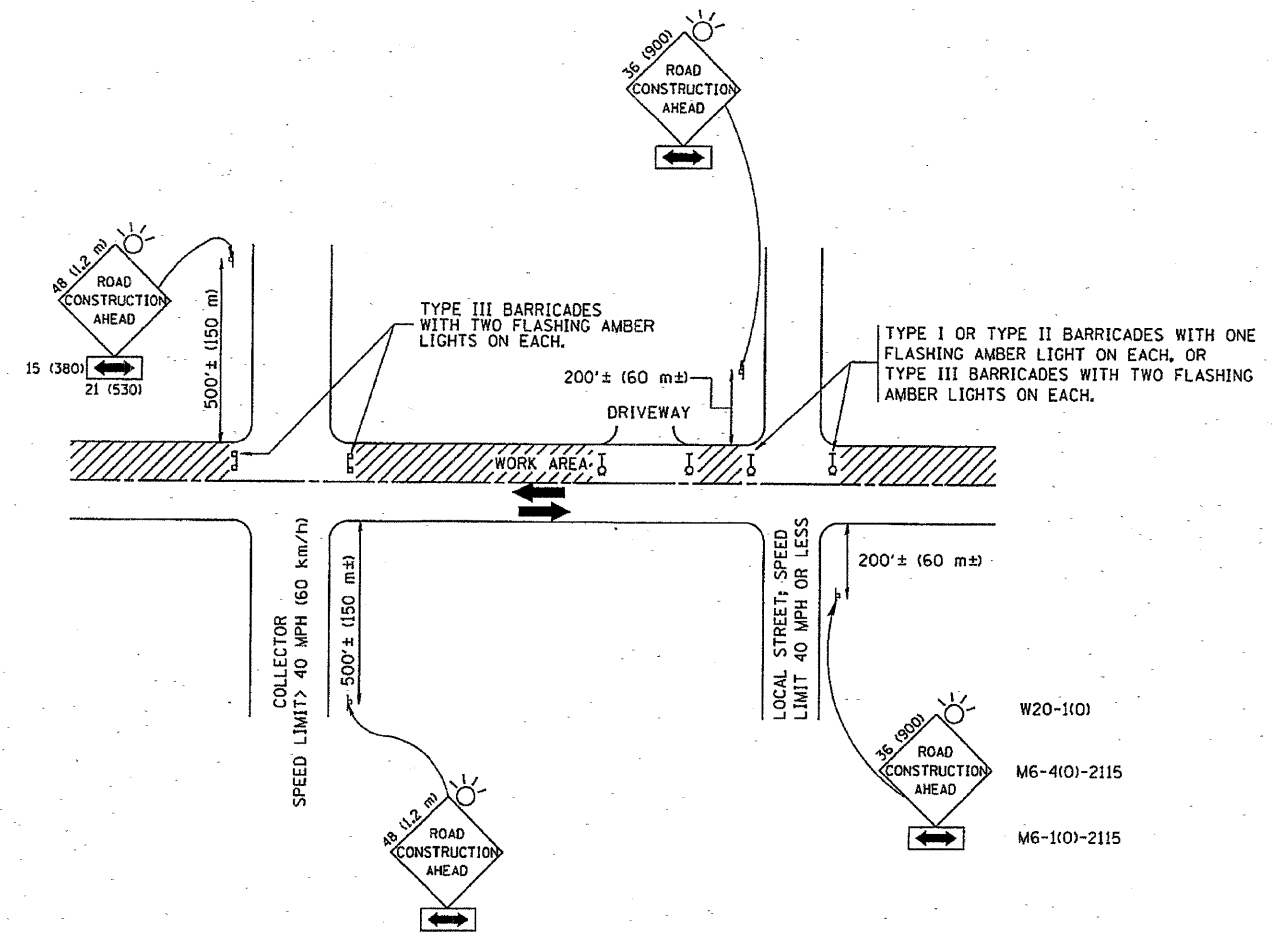 36 (900)
ROAD
CONSTRUCTION
AHEAD
48 (1.2 m)
ROAD
CONSTRUCTION
AHEAD
15 (380)
21 (530)
500'± (150 m)
TYPE III BARRICADES
WITH TWO FLASHING AMBER
LIGHTS ON EACH.
200'± (60 m±)
DRIVEWAY
TYPE I OR TYPE II BARRICADES WITH ONE
FLASHING AMBER LIGHT ON EACH, OR
TYPE III BARRICADES WITH TWO FLASHING
AMBER LIGHTS ON EACH.
WORK AREA
COLLECTOR
SPEED LIMIT> 40 MPH (60 km/h)
500'± (150 m±)
LOCAL STREET; SPEED
LIMIT 40 MPH OR LESS
200'± (60 m±)
36 (900)
ROAD
CONSTRUCTION
AHEAD
W20-1(O)
M6-4(O)-2115
M6-1(O)-2115
48 (1.2 m)
ROAD
CONSTRUCTION
AHEAD